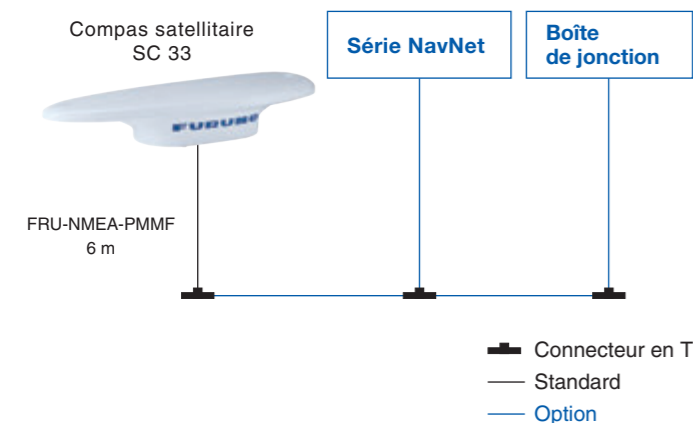 Compas satellitaire
SC 33
Série NavNet
Boîte
de jonction
FURUNO
FRU-NMEA-PMMF
6 m
Connecteur en T
Standard
Option